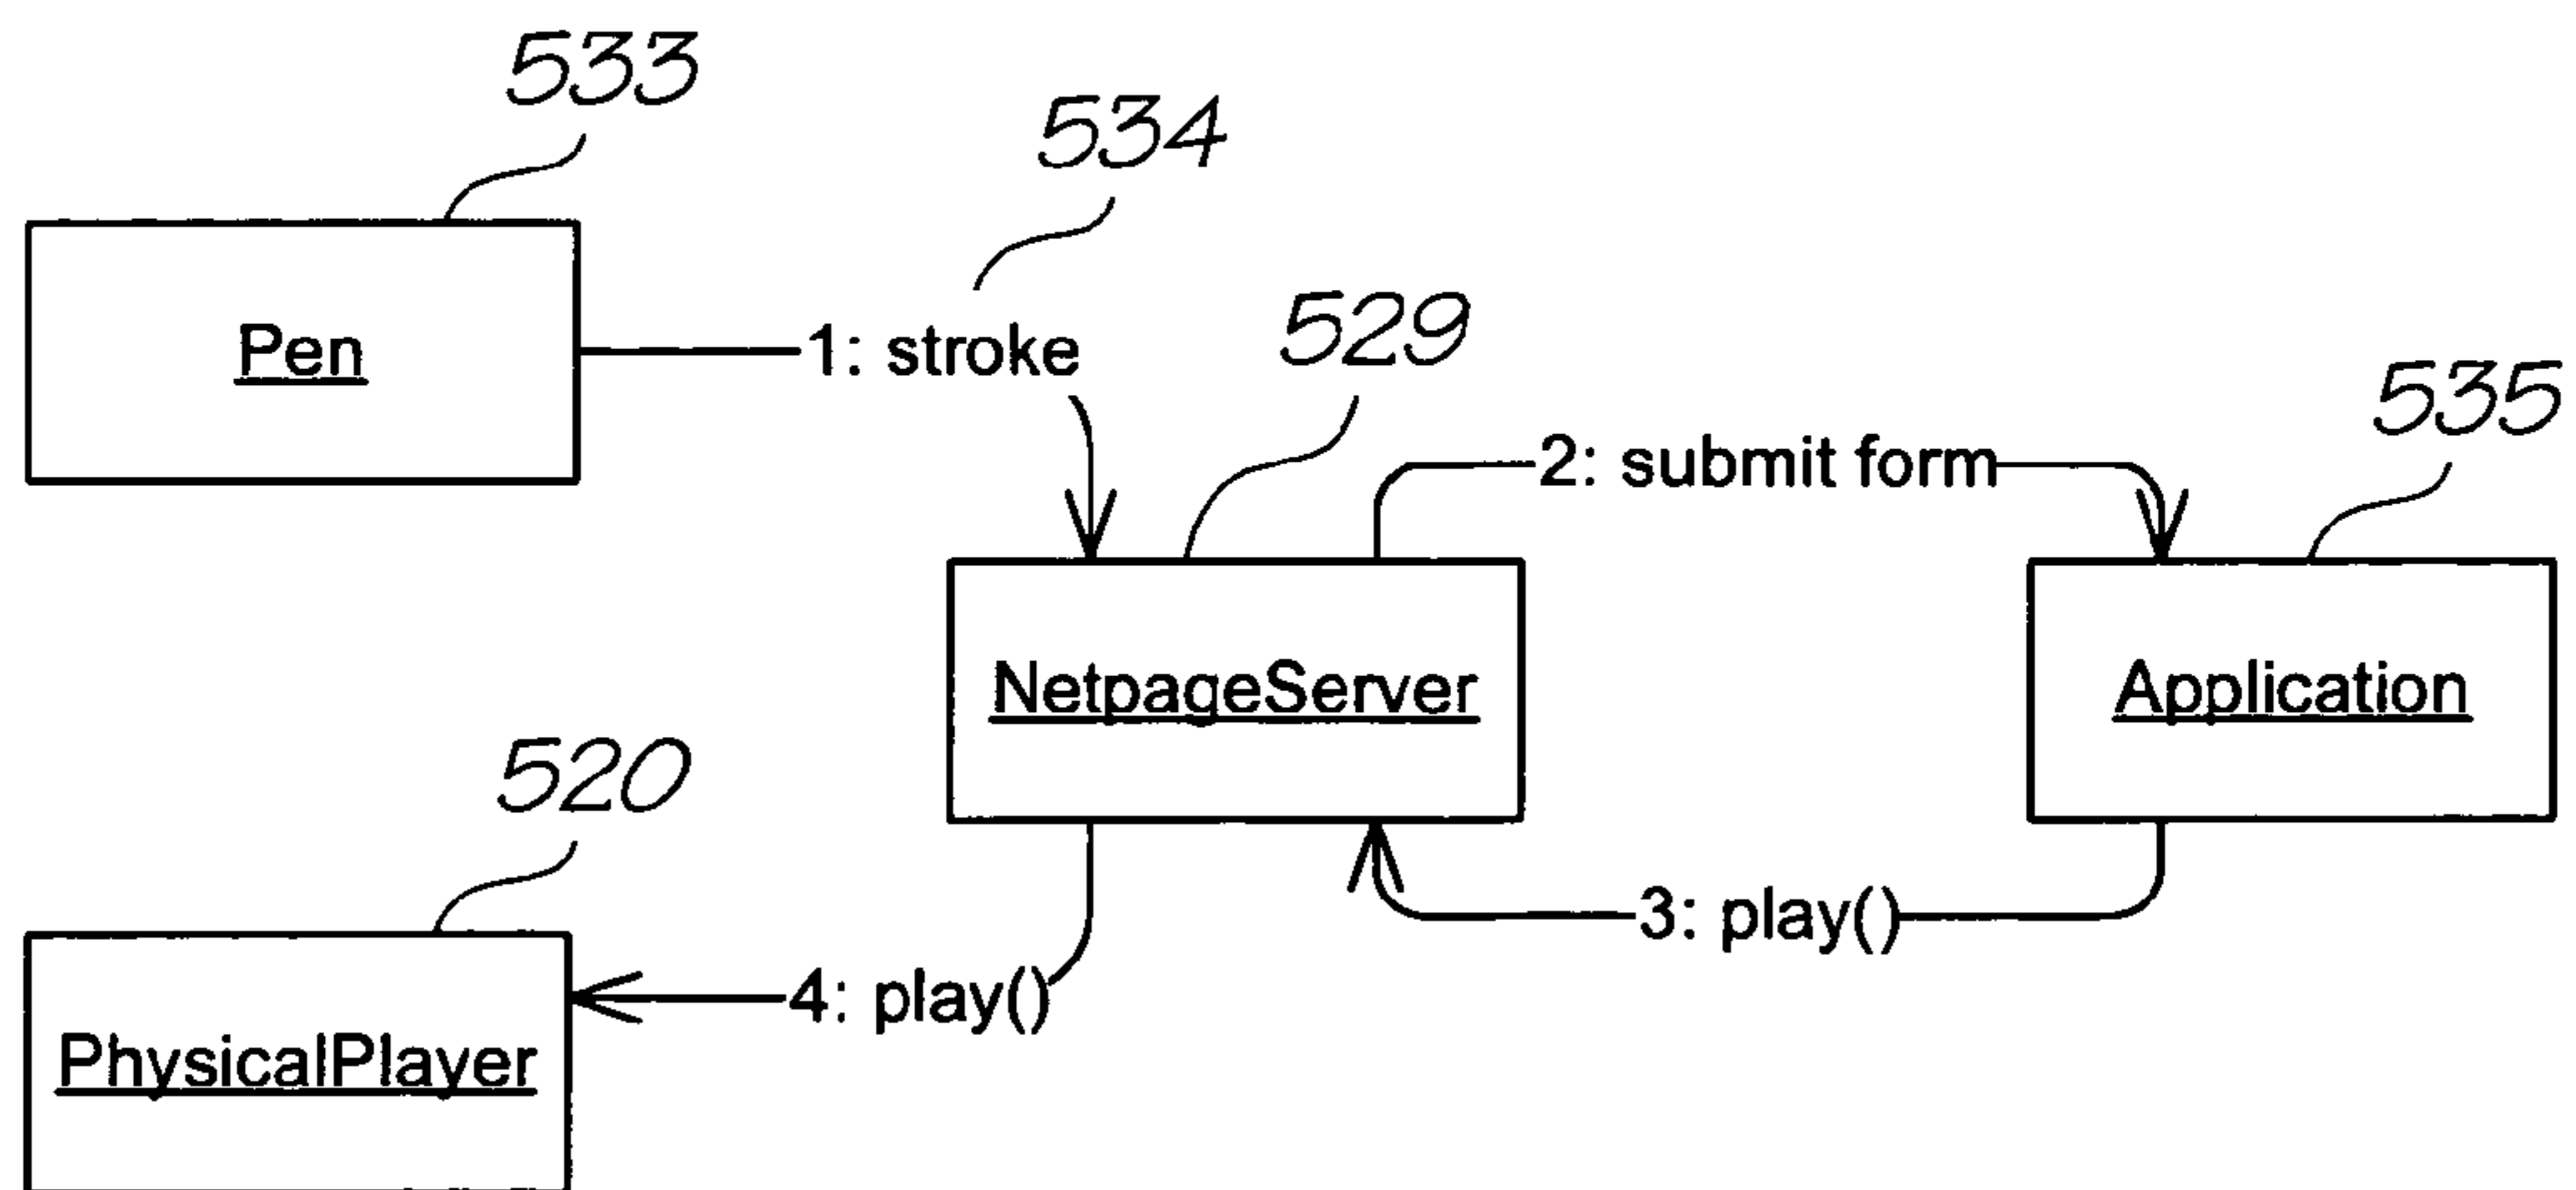 533
534
Pen
1: stroke
529
535
2: submit form
NetpageServer
Application
520
3: play()
4: play()
PhysicalPlayer